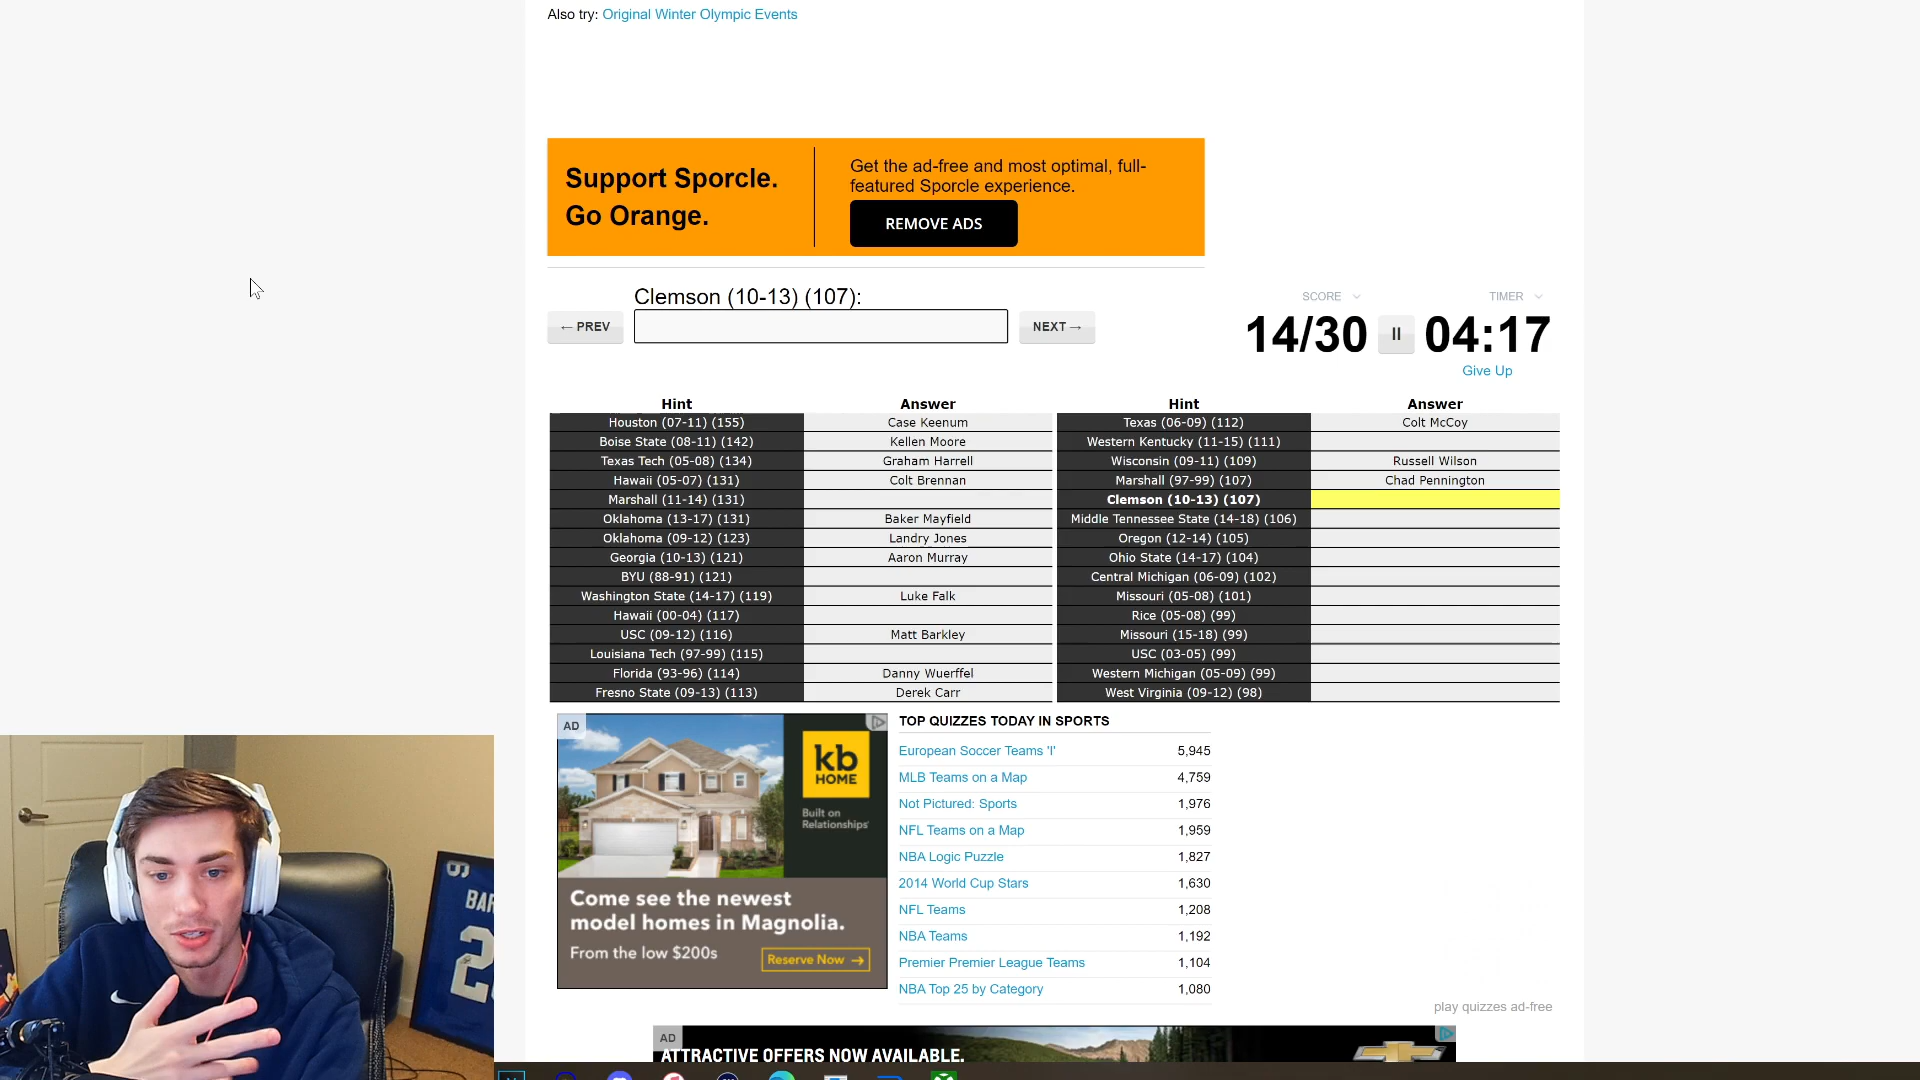 Also try: Original Winter Olympic Events
Support Sporcle.
Go Orange.
Get the ad-free and most optimal, full-
featured Sporcle experience.
REMOVE ADS
Clemson (10-13) (107):
← PREV
NEXT →
SCORE
14/30
TIMER
04:17
Give Up
Hint Answer
Houston (07-11) (155) Case Keenum
Boise State (08-11) (142) Kellen Moore
Texas Tech (05-08) (134) Graham Harrell
Hawaii (05-07) (131) Colt Brennan
Marshall (11-14) (131)
Oklahoma (13-17) (131) Baker Mayfield
Oklahoma (09-12) (123) Landry Jones
Georgia (10-13) (121) Aaron Murray
BYU (88-91) (121)
Washington State (14-17) (119) Luke Falk
Hawaii (00-04) (117)
USC (09-12) (116) Matt Barkley
Louisiana Tech (97-99) (115)
Florida (93-96) (114) Danny Wuerffel
Fresno State (09-13) (113) Derek Carr
Hint Answer
Texas (06-09) (112) Colt McCoy
Western Kentucky (11-15) (111)
Wisconsin (09-11) (109) Russell Wilson
Marshall (97-99) (107) Chad Pennington
Clemson (10-13) (107)
Middle Tennessee State (14-18) (106)
Oregon (12-14) (105)
Ohio State (14-17) (104)
Central Michigan (06-09) (102)
Missouri (05-08) (101)
Rice (05-08) (99)
Missouri (15-18) (99)
USC (03-05) (99)
Western Michigan (05-09) (99)
West Virginia (09-12) (98)
AD
kb
HOME
Built on
Relationships
Come see the newest
model homes in Magnolia.
From the low $200s
Reserve Now →
TOP QUIZZES TODAY IN SPORTS
European Soccer Teams 'I' 5,945
MLB Teams on a Map 4,759
Not Pictured: Sports 1,976
NFL Teams on a Map 1,959
NBA Logic Puzzle 1,827
2014 World Cup Stars 1,630
NFL Teams 1,208
NBA Teams 1,192
Premier Premier League Teams 1,104
NBA Top 25 by Category 1,080
play quizzes ad-free
AD
ATTRACTIVE OFFERS NOW AVAILABLE.